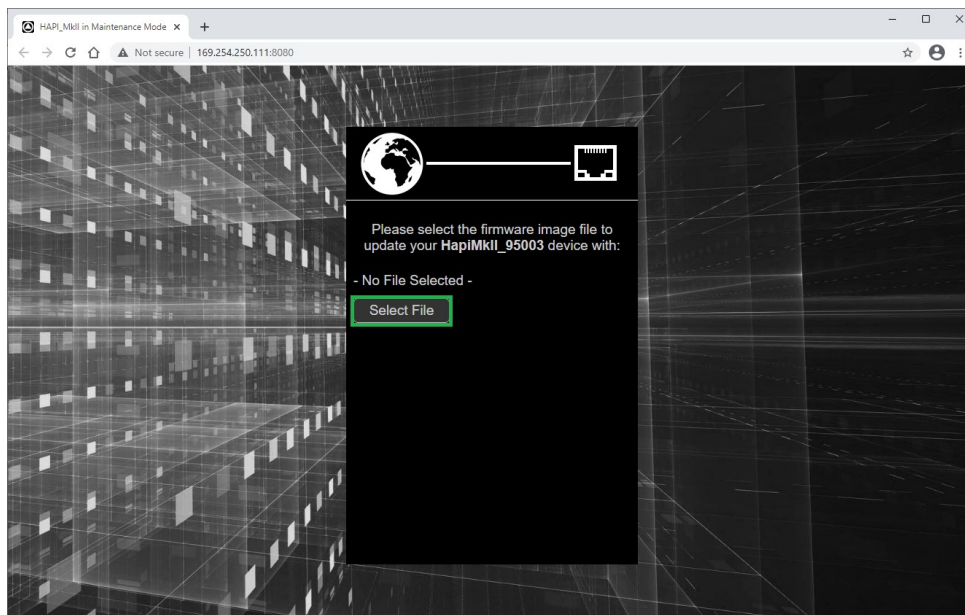 HAPI_MkII in Maintenance Mode
Not secure | 169.254.250.111:8080
Please select the firmware image file to
update your HapiMkII_95003 device with:
- No File Selected -
Select File